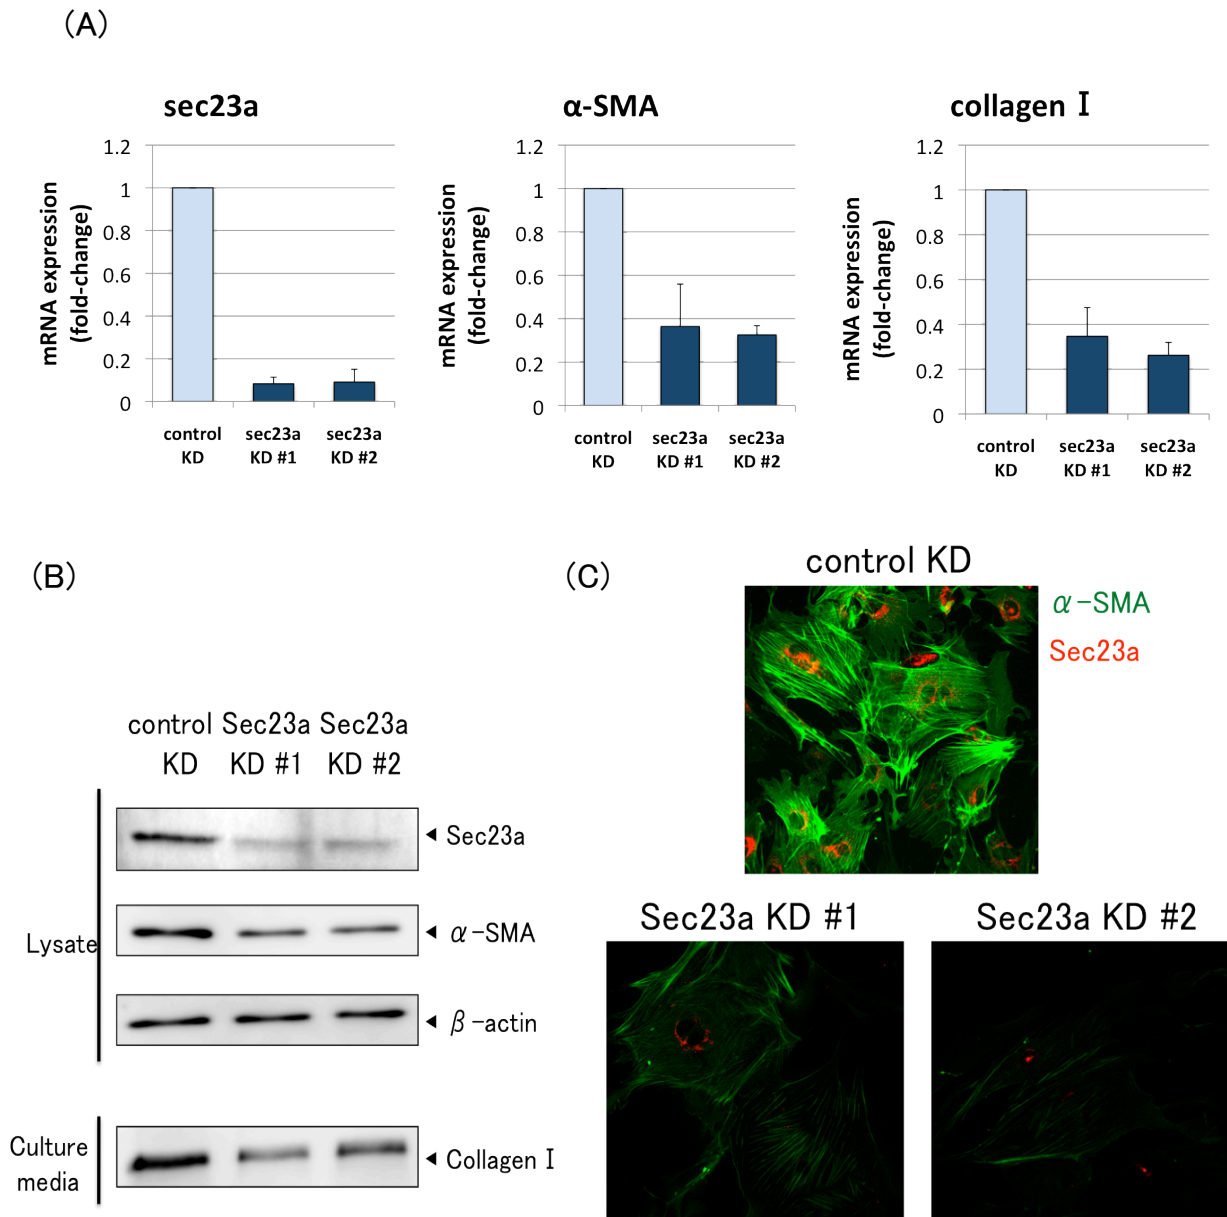 (A)
sec23a
α-SMA
collagen Ⅰ
mRNA expression
(fold-change)
1.2
1
0.8
0.6
0.4
0.2
0
control
KD
sec23a
KD #1
sec23a
KD #2
mRNA expression
(fold-change)
1.2
1
0.8
0.6
0.4
0.2
0
control
KD
sec23a
KD #1
sec23a
KD #2
mRNA expression
(fold-change)
1.2
1
0.8
0.6
0.4
0.2
0
control
KD
sec23a
KD #1
sec23a
KD #2
(B)
control Sec23a Sec23a
KD KD #1 KD #2
Lysate
Sec23a
α-SMA
β-actin
Culture
media
Collagen Ⅰ
(C)
control KD
α-SMA
Sec23a
Sec23a KD #1
Sec23a KD #2